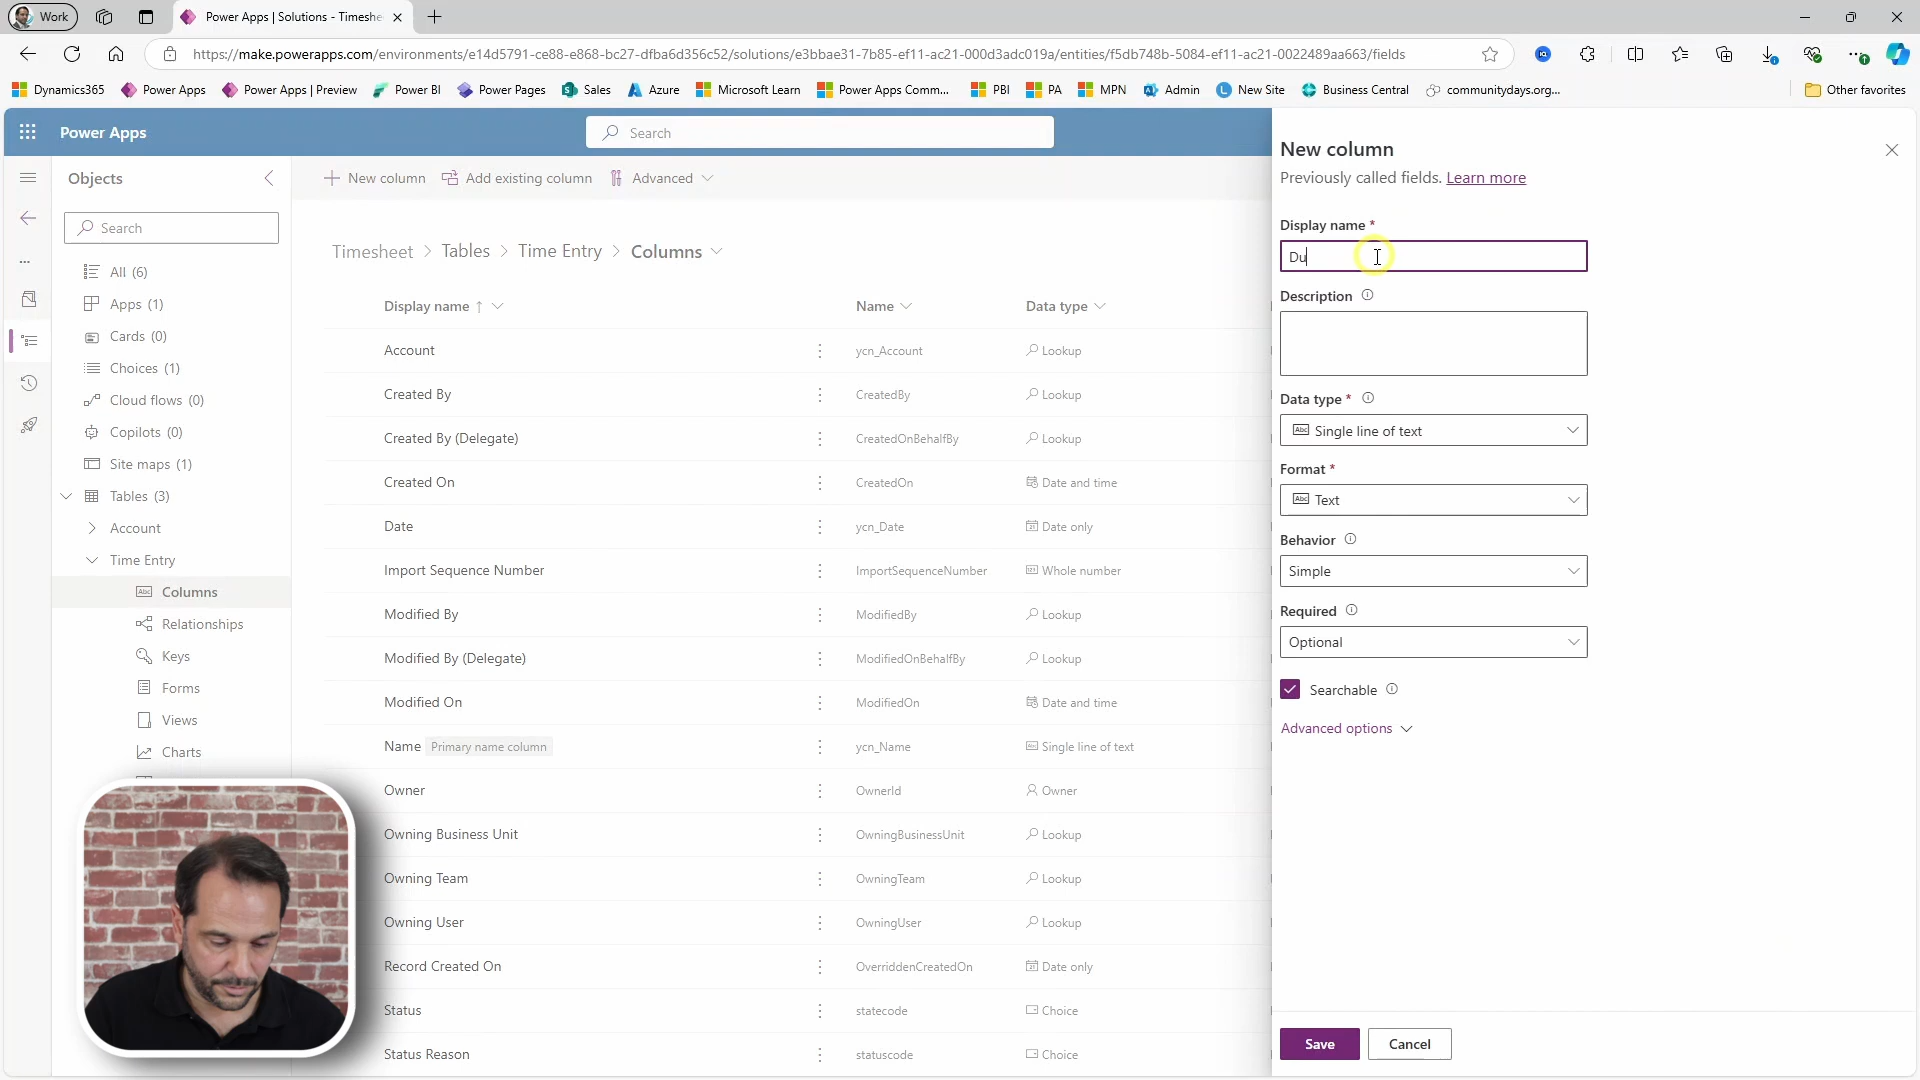 Work
Power Apps | Solutions - Timeshe
https://make.powerapps.com/environments/e14d5791-ce88-e868-bc27-dfba6d356c52/solutions/e3bbae31-7b85-ef11-ac21-000d3adc019a/entities/f5db748b-5084-ef11-ac21-0022489aa663/fields
Dynamics365 Power Apps Power Apps | Preview Power BI Power Pages Sales Azure Microsoft Learn Power Apps Comm... PBI PA MPN Admin New Site Business Central communitydays.org... Other favorites
Power Apps
Search
Objects
Search
All (6)
Apps (1)
Cards (0)
Choices (1)
Cloud flows (0)
Copilots (0)
Site maps (1)
Tables (3)
Account
Time Entry
Columns
Relationships
Keys
Forms
Views
Charts
New column Add existing column Advanced
Timesheet > Tables > Time Entry > Columns
Display name ↑ Name Data type
Account ycn_Account Lookup
Created By CreatedBy Lookup
Created By (Delegate) CreatedOnBehalfBy Lookup
Created On CreatedOn Date and time
Date ycn_Date Date only
Import Sequence Number ImportSequenceNumber Whole number
Modified By ModifiedBy Lookup
Modified By (Delegate) ModifiedOnBehalfBy Lookup
Modified On ModifiedOn Date and time
Name Primary name column ycn_Name Single line of text
Owner OwnerId Owner
Owning Business Unit OwningBusinessUnit Lookup
Owning Team OwningTeam Lookup
Owning User OwningUser Lookup
Record Created On OverriddenCreatedOn Date only
Status statecode Choice
Status Reason statuscode Choice
New column
Previously called fields. Learn more
Display name *
Du
Description
Data type *
Abc Single line of text
Format *
Abc Text
Behavior
Simple
Required
Optional
Searchable
Advanced options
Save Cancel